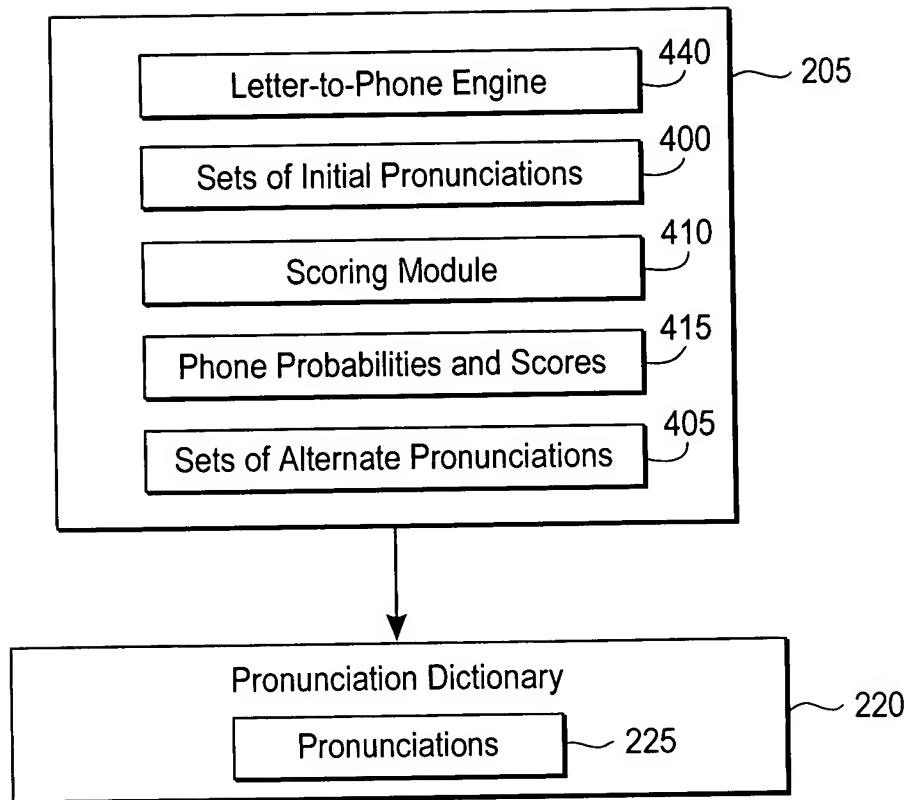 440
Letter-to-Phone Engine
205
400
Sets of Initial Pronunciations
410
Scoring Module
415
Phone Probabilities and Scores
405
Sets of Alternate Pronunciations
Pronunciation Dictionary
220
Pronunciations
225